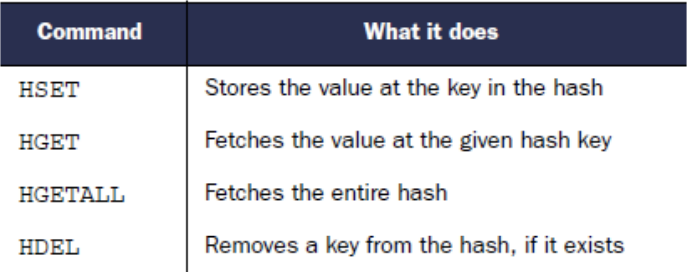 Command What it does
HSET Stores the value at the key in the hash
HGET Fetches the value at the given hash key
HGETALL Fetches the entire hash
HDEL Removes a key from the hash, if it exists